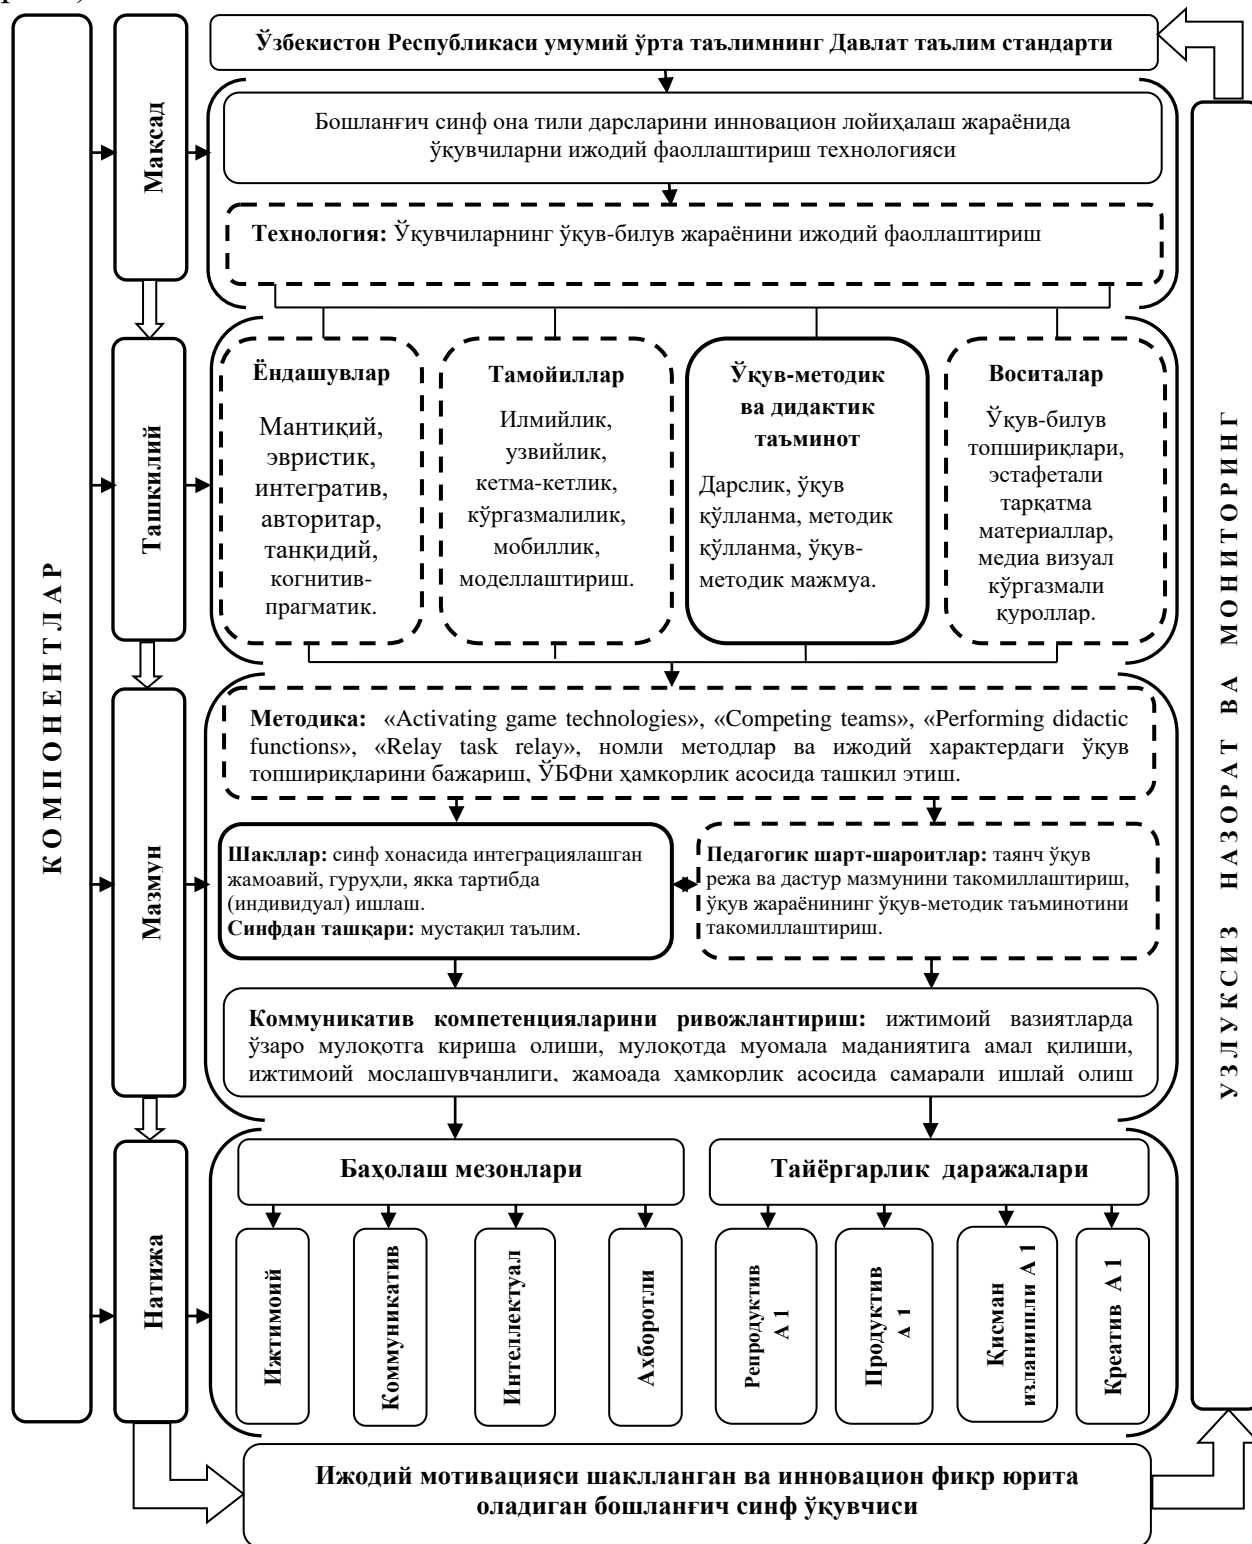 Ўзбекистон Республикаси умумий ўрта таълимнинг Давлат таълим стандарти
КОМПОНЕНТЛАР
Мақсад
Бошланғич синф она тили дарсларини инновацион лойиҳалаш жараёнида
ўқувчиларни ижодий фаоллаштириш технологияси
Технология: Ўқувчиларнинг ўқув-билув жараёнини ижодий фаоллаштириш
Ташкилий
Ёндашувлар
Мантиқий,
эвристик,
интегратив,
авторитар,
танқидий,
когнитив-
прагматик.
Тамойиллар
Илмийлик,
узвийлик,
кетма-кетлик,
кўргазмалилик,
мобиллик,
моделлаштириш.
Ўқув-методик
ва дидактик
таъминот
Дарслик, ўқув
қўлланма, методик
қўлланма, ўқув-
методик мажмуа.
Воситалар
Ўқув-билув
топшириқлари,
эстафетали
тарқатма
материаллар,
медиа визуал
кўргазмали
қуроллар.
Мазмун
Методика: «Activating game technologies», «Competing teams», «Performing didactic
functions», «Relay task relay», номли методлар ва ижодий характердаги ўқув
топшириқларини бажариш, ЎБФни ҳамкорлик асосида ташкил этиш.
Шакллар: синф хонасида интеграциялашган
жамоавий, гуруҳли, якка тартибда
(индивидуал) ишлаш.
Синфдан ташқари: мустақил таълим.
Педагогик шарт-шароитлар: таянч ўқув
режа ва дастур мазмунини такомиллаштириш,
ўқув жараёнининг ўқув-методик таъминотини
такомиллаштириш.
Коммуникатив компетенцияларини ривожлантириш: ижтимоий вазиятларда
ўзаро мулоқотга кириша олиши, мулоқотда муомала маданиятига амал қилиши,
ижтимоий мослашувчанлиги, жамоада ҳамкорлик асосида самарали ишлай олиш
Натижа
Баҳолаш мезонлари
Ижтимоий
Коммуникатив
Интеллектуал
Ахборотли
Тайёргарлик даражалари
Репродуктив
А 1
Продуктив
А 1
Қисман
изланишли А 1
Креатив А 1
Ижодий мотивацияси шаклланган ва инновацион фикр юрита
оладиган бошланғич синф ўқувчиси
УЗЛУКСИЗ НАЗОРАТ ВА МОНИТОРИНГ